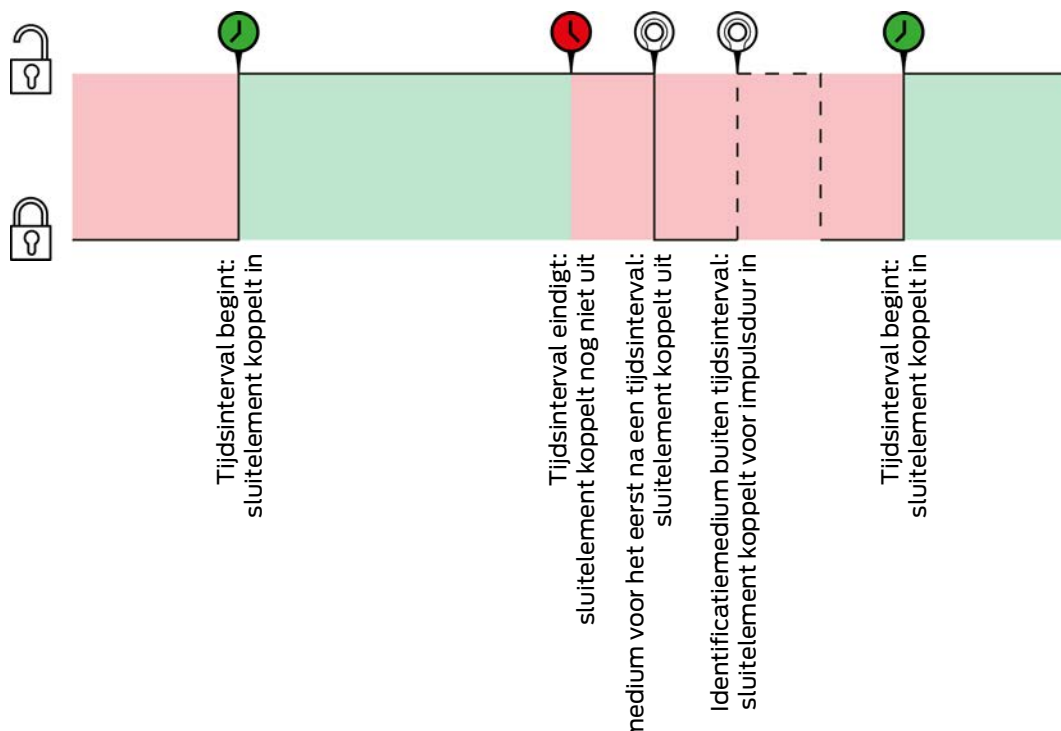 Tijdsinterval begint:
sluitelement koppelt in
Tijdsinterval eindigt:
sluitelement koppelt nog niet uit
medium voor het eerst na een tijdsinterval:
sluitelement koppelt uit
Identificatiemedium buiten tijdsinterval:
sluitelement koppelt voor impulsduur in
Tijdsinterval begint:
sluitelement koppelt in